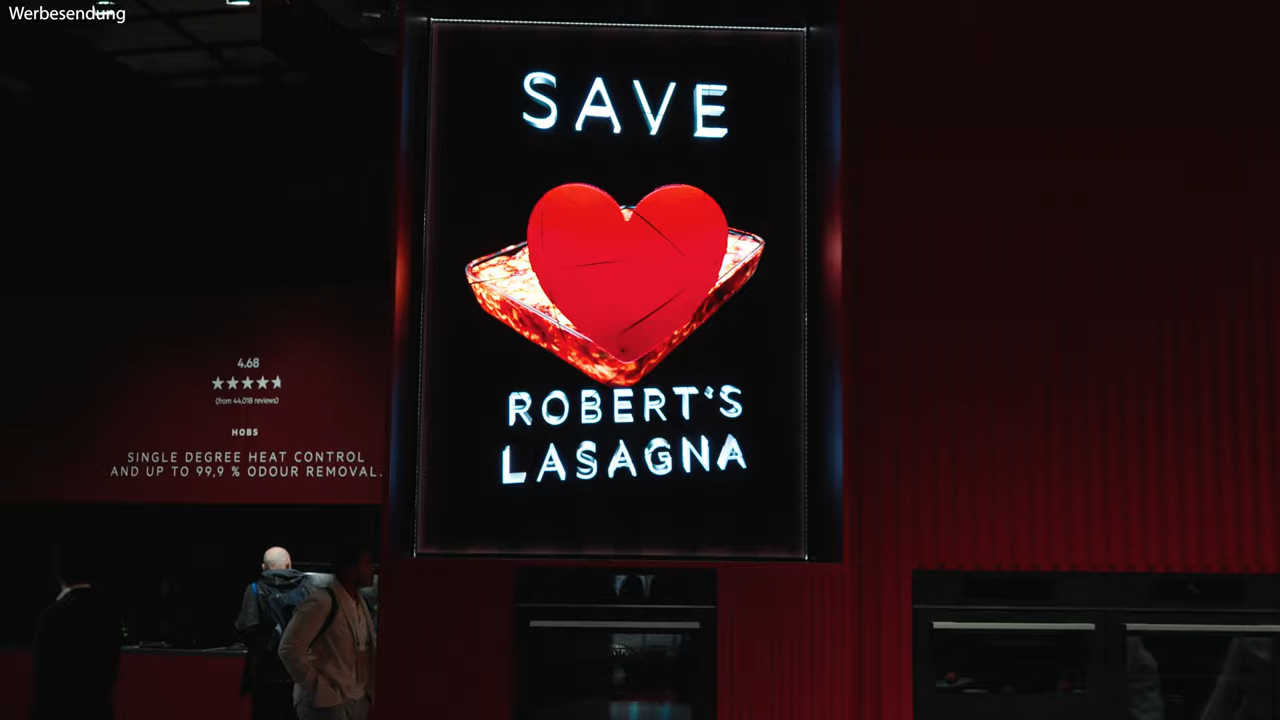 Werbesendung
SAVE
ROBERT'S
LASAGNA
4.68
(from 44,018 reviews)
HOBS
SINGLE DEGREE HEAT CONTROL
AND UP TO 99,9 % ODOUR REMOVAL.